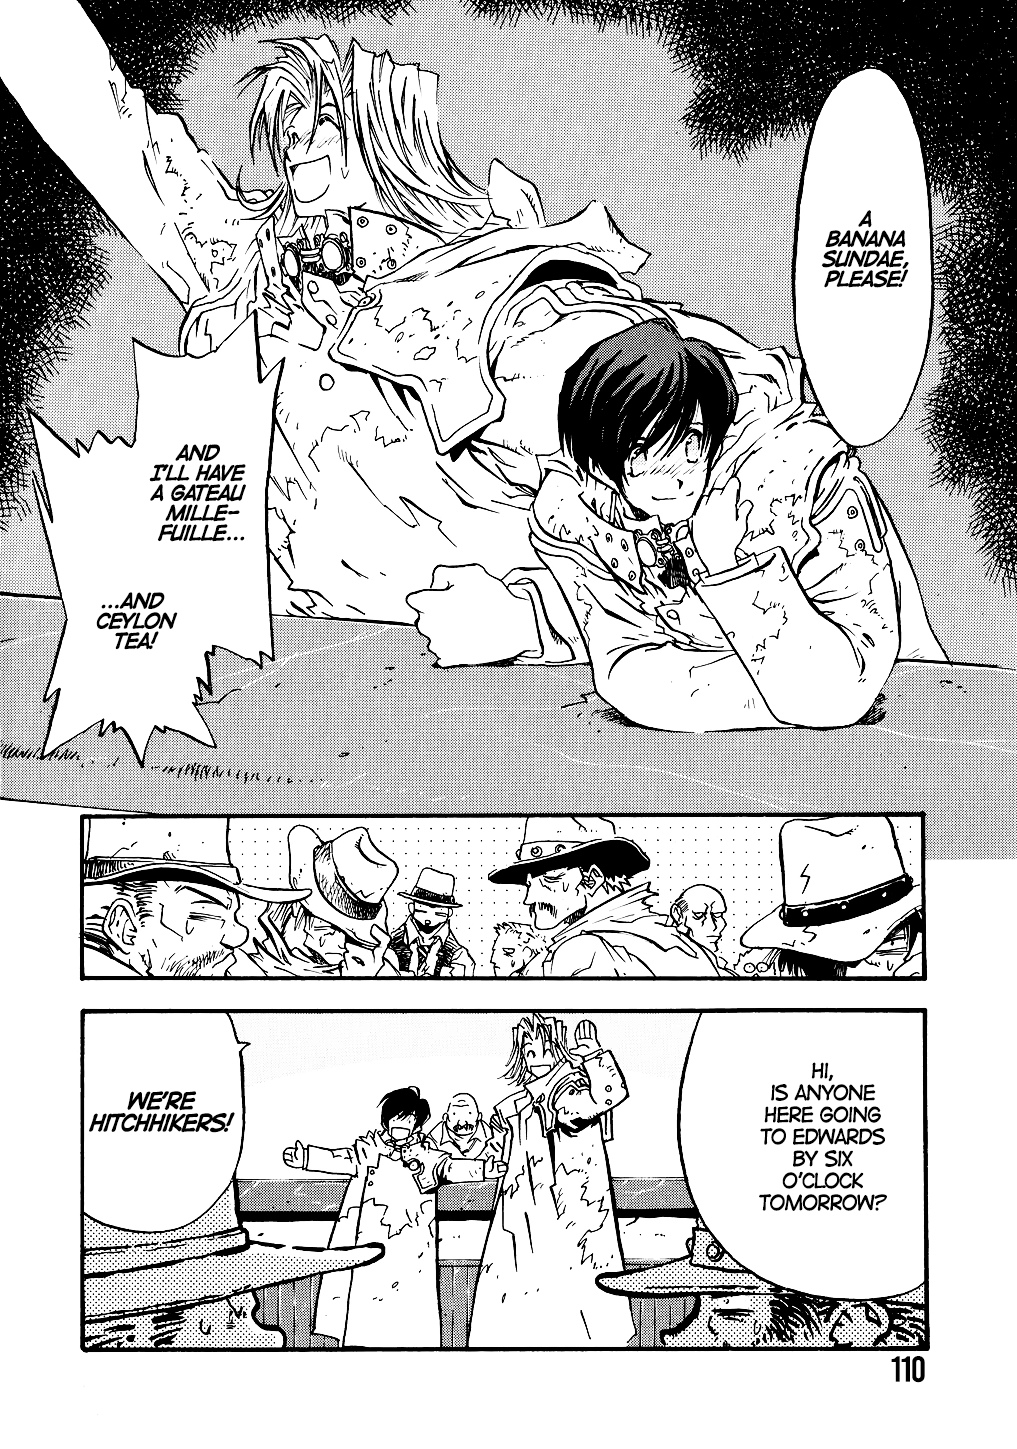 A
BANANA
SUNDAE,
PLEASE!
AND
I'LL HAVE
A GATEAU
MILLE-
FUILLE...
...AND
CEYLON
TEA!
HI,
IS ANYONE
HERE GOING
TO EDWARDS
BY SIX
O'CLOCK
TOMORROW?
WE'RE
HITCHHIKERS!
110